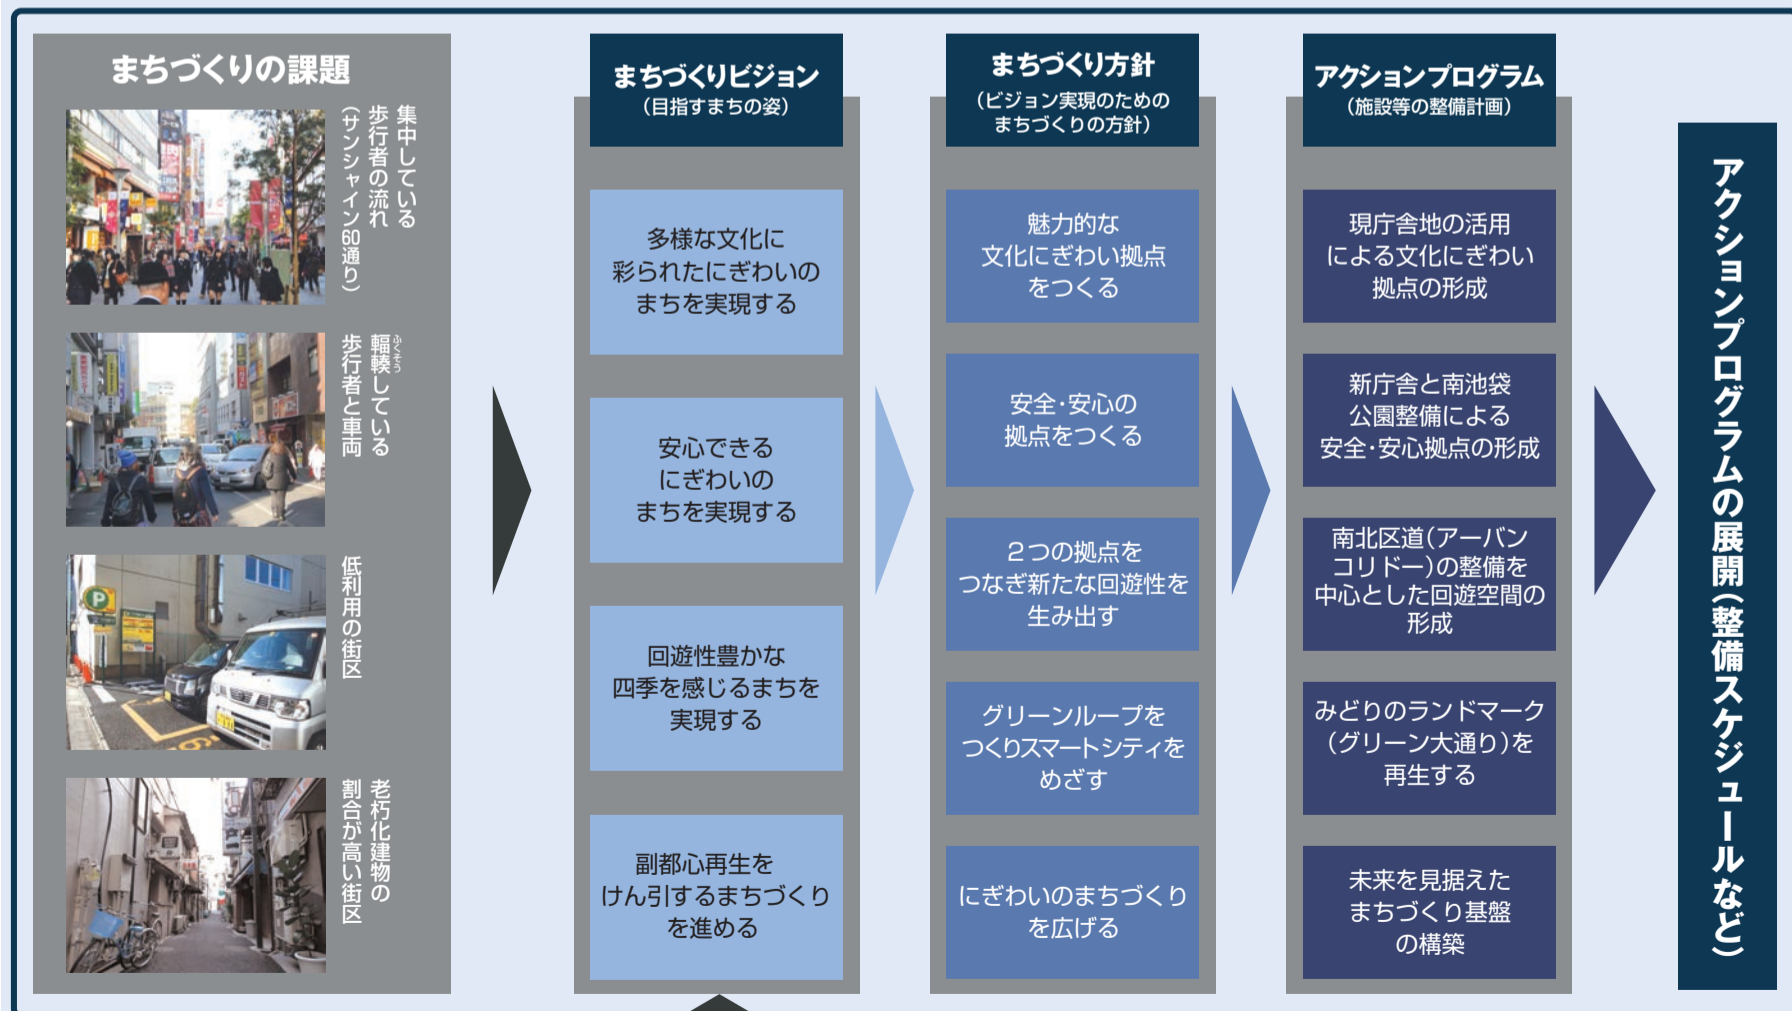 まちづくりの課題
集中している
歩行者の流れ
(サンシャイン60通り)
輻輳している
ふくそう
歩行者と車両
低利用の街区
老朽化建物の
割合が高い街区
まちづくりビジョン
(目指すまちの姿)
多様な文化に
彩られたにぎわいの
まちを実現する
安心できる
にぎわいの
まちを実現する
回遊性豊かな
四季を感じるまちを
実現する
副都心再生を
けん引するまちづくり
を進める
まちづくり方針
(ビジョン実現のための
まちづくりの方針)
魅力的な
文化にぎわい拠点
をつくる
安全・安心の
拠点をつくる
2つの拠点を
つなぎ新たな回遊性を
生み出す
グリーンループを
つくりスマートシティを
めざす
にぎわいのまちづくり
を広げる
アクションプログラム
(施設等の整備計画)
現庁舎地の活用
による文化にぎわい
拠点の形成
新庁舎と南池袋
公園整備による
安全・安心拠点の形成
南北区道(アーバン
コリドー)の整備を
中心とした回遊空間の
形成
みどりのランドマーク
(グリーン大通り)を
再生する
未来を見据えた
まちづくり基盤
の構築
アクションプログラムの展開(整備スケジュールなど)
P